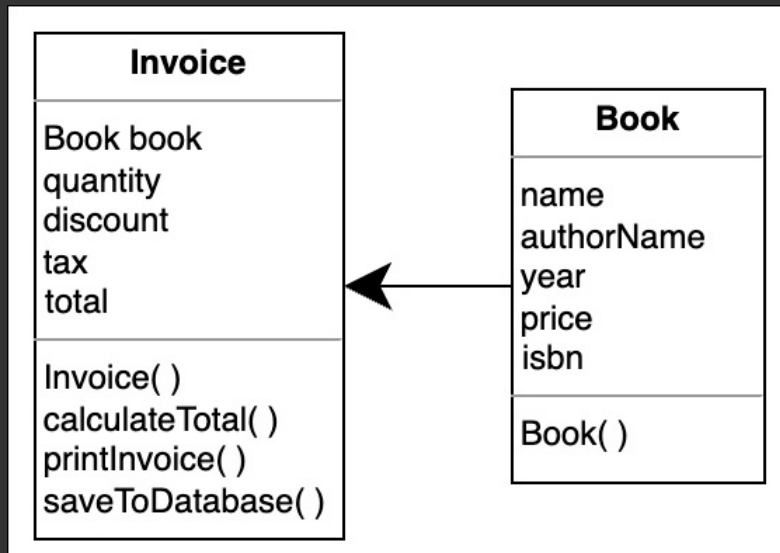 Invoice
Book book
quantity
discount
tax
total
Invoice( )
calculateTotal( )
printInvoice( )
saveToDatabase( )
Book
name
authorName
year
price
isbn
Book( )